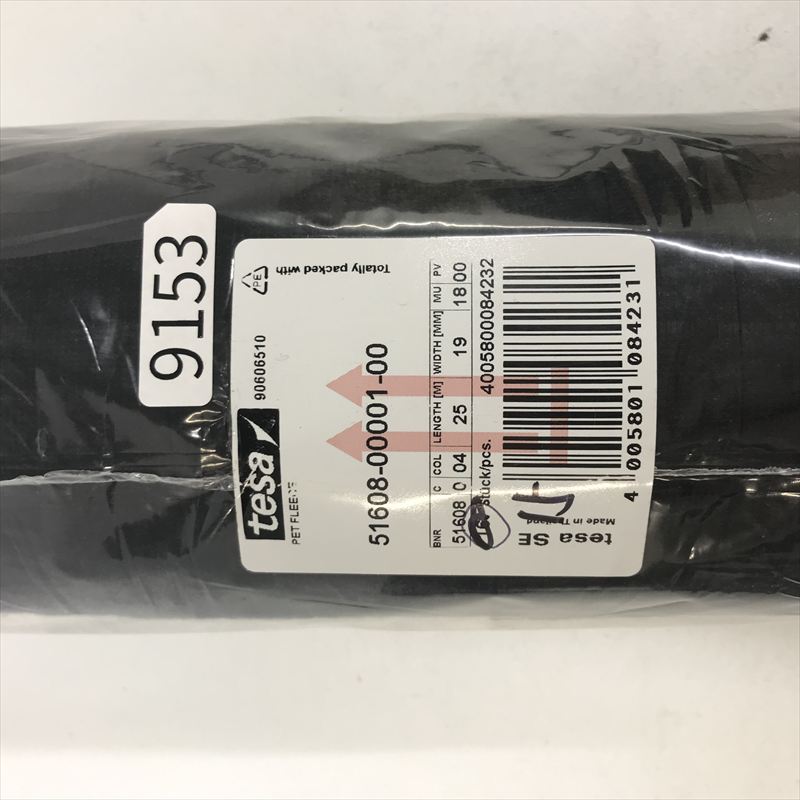 9153
tesa
PET FLEECE
90606510
PE
Totally packed with
51608-00001-00
BNR C COL LENGTH [M] WIDTH [MM] MU PV
51608 0 04 25 19 18 00
Stück/pcs. 4005800084232
4 005801 084231
tesa SE
Made in Thailand